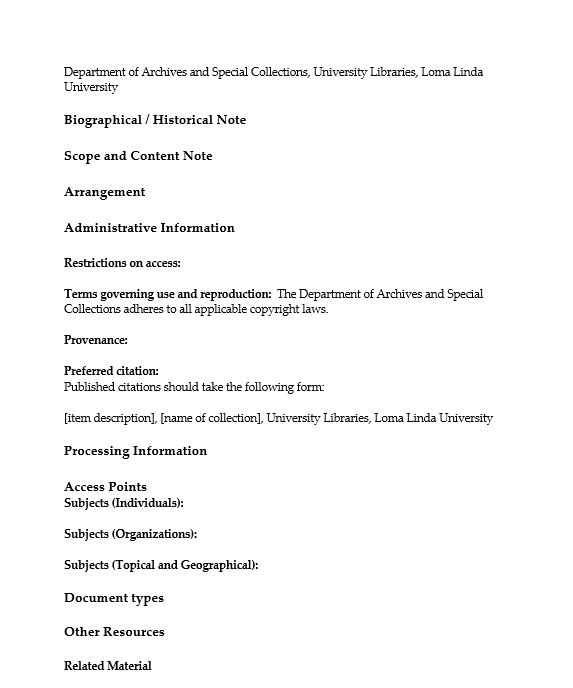 Department of Archives and Special Collections, University Libraries, Loma Linda
University
Biographical / Historical Note
Scope and Content Note
Arrangement
Administrative Information
Restrictions on access:
Terms governing use and reproduction: The Department of Archives and Special
Collections adheres to all applicable copyright laws.
Provenance:
Preferred citation:
Published citations should take the following form:
[item description], [name of collection], University Libraries, Loma Linda University
Processing Information
Access Points
Subjects (Individuals):
Subjects (Organizations):
Subjects (Topical and Geographical):
Document types
Other Resources
Related Material